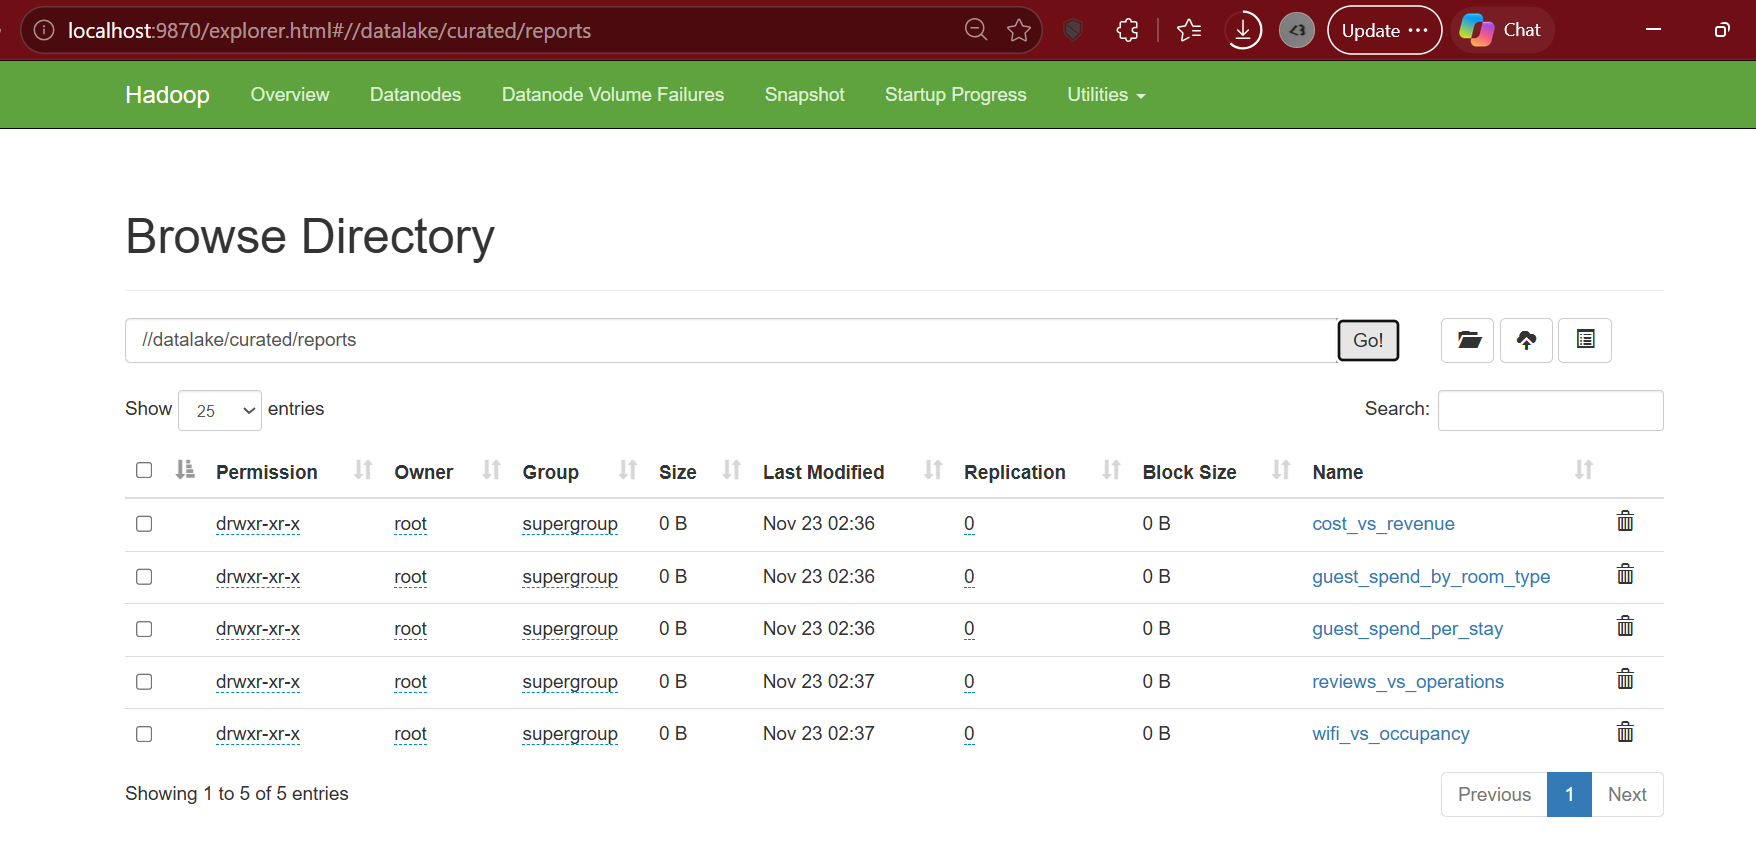 localhost:9870/explorer.html#//datalake/curated/reports
<3
Update
Chat
Hadoop Overview Datanodes Datanode Volume Failures Snapshot Startup Progress Utilities
Browse Directory
//datalake/curated/reports Go!
Show 25 entries Search:
Permission Owner Group Size Last Modified Replication Block Size Name
drwxr-xr-x root supergroup 0 B Nov 23 02:36 0 0 B cost_vs_revenue
drwxr-xr-x root supergroup 0 B Nov 23 02:36 0 0 B guest_spend_by_room_type
drwxr-xr-x root supergroup 0 B Nov 23 02:36 0 0 B guest_spend_per_stay
drwxr-xr-x root supergroup 0 B Nov 23 02:37 0 0 B reviews_vs_operations
drwxr-xr-x root supergroup 0 B Nov 23 02:37 0 0 B wifi_vs_occupancy
Showing 1 to 5 of 5 entries Previous 1 Next